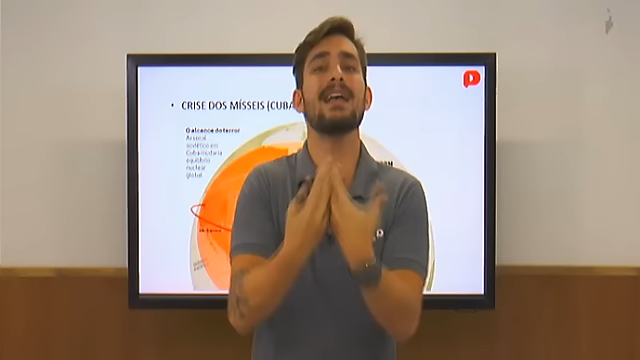 • CRISE DOS MÍSSEIS (CUBA
O alcance do terror
Arsenal
soviético em
Cuba mudaria
equilíbrio
nuclear
global.